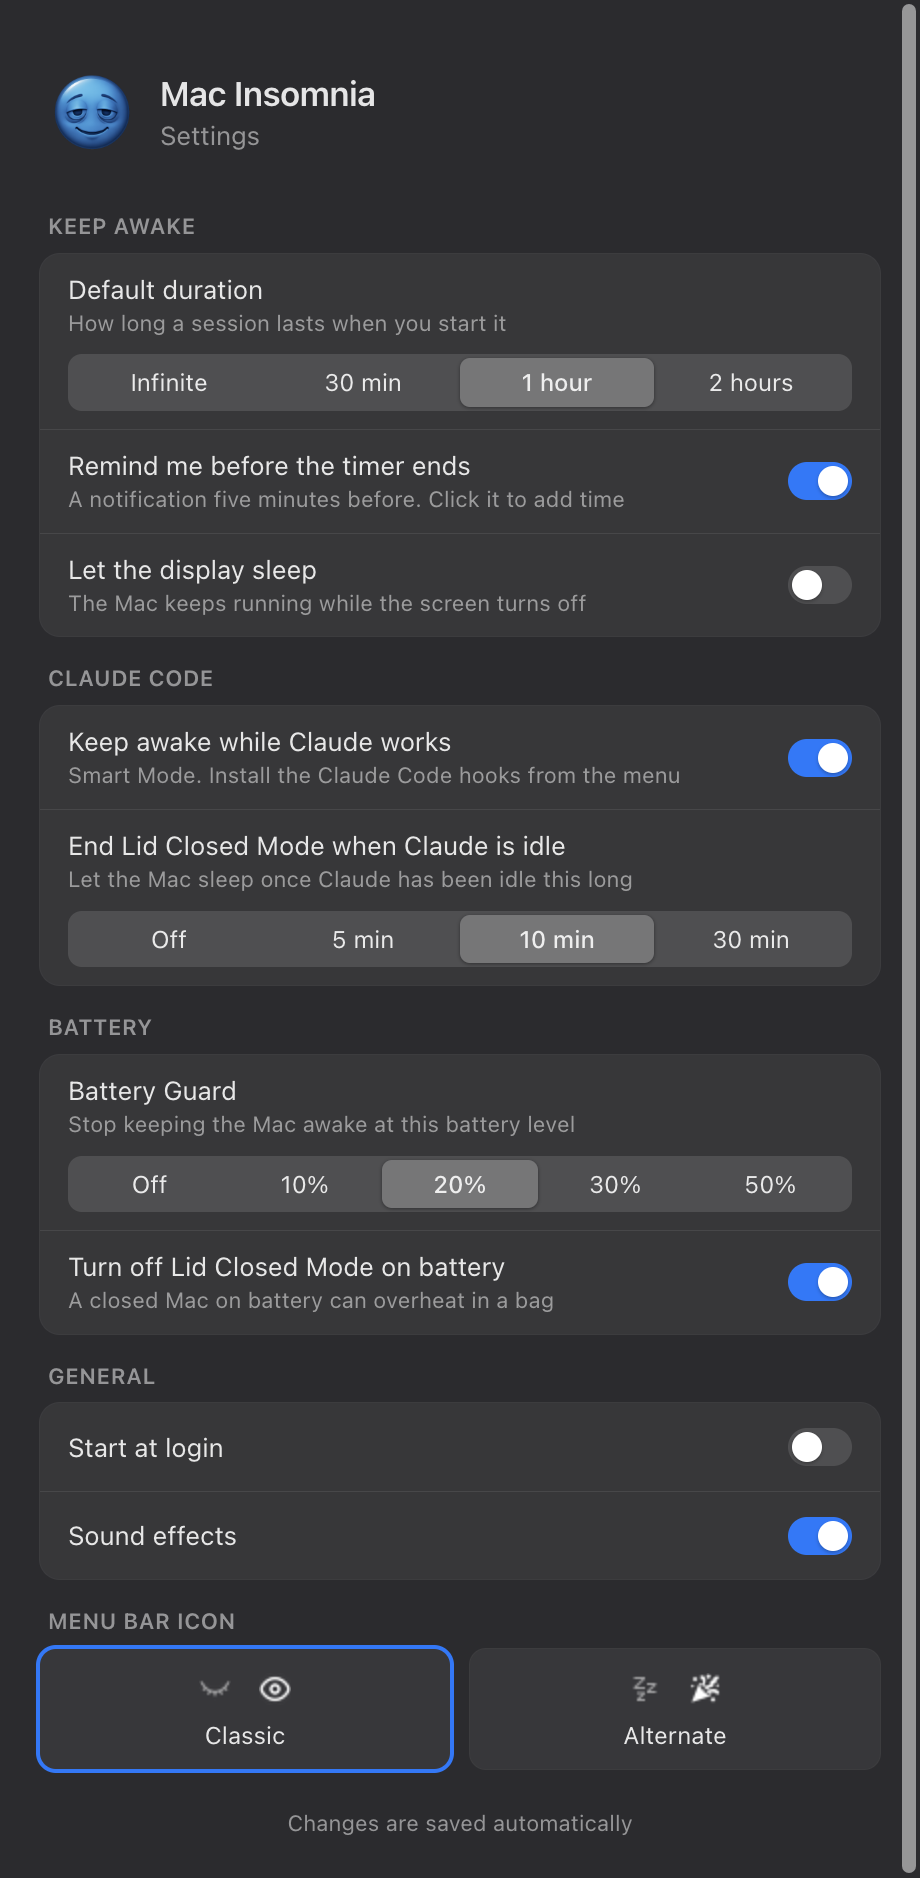 Mac Insomnia
Settings
KEEP AWAKE
Default duration
How long a session lasts when you start it
Infinite 30 min 1 hour 2 hours
Remind me before the timer ends
A notification five minutes before. Click it to add time
Let the display sleep
The Mac keeps running while the screen turns off
CLAUDE CODE
Keep awake while Claude works
Smart Mode. Install the Claude Code hooks from the menu
End Lid Closed Mode when Claude is idle
Let the Mac sleep once Claude has been idle this long
Off 5 min 10 min 30 min
BATTERY
Battery Guard
Stop keeping the Mac awake at this battery level
Off 10% 20% 30% 50%
Turn off Lid Closed Mode on battery
A closed Mac on battery can overheat in a bag
GENERAL
Start at login
Sound effects
MENU BAR ICON
Classic Alternate
Changes are saved automatically